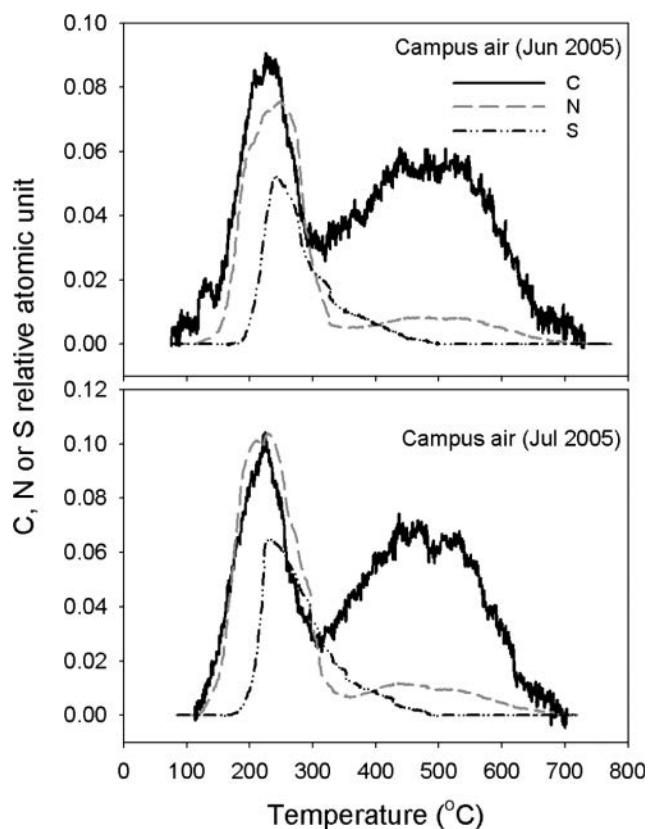 C, N or S relative atomic unit
0.10
0.08
0.06
0.04
0.02
0.00
Campus air (Jun 2005)
C
N
S
0.12
0.10
0.08
0.06
0.04
0.02
0.00
Campus air (Jul 2005)
0 100 200 300 400 500 600 700 800
Temperature (°C)